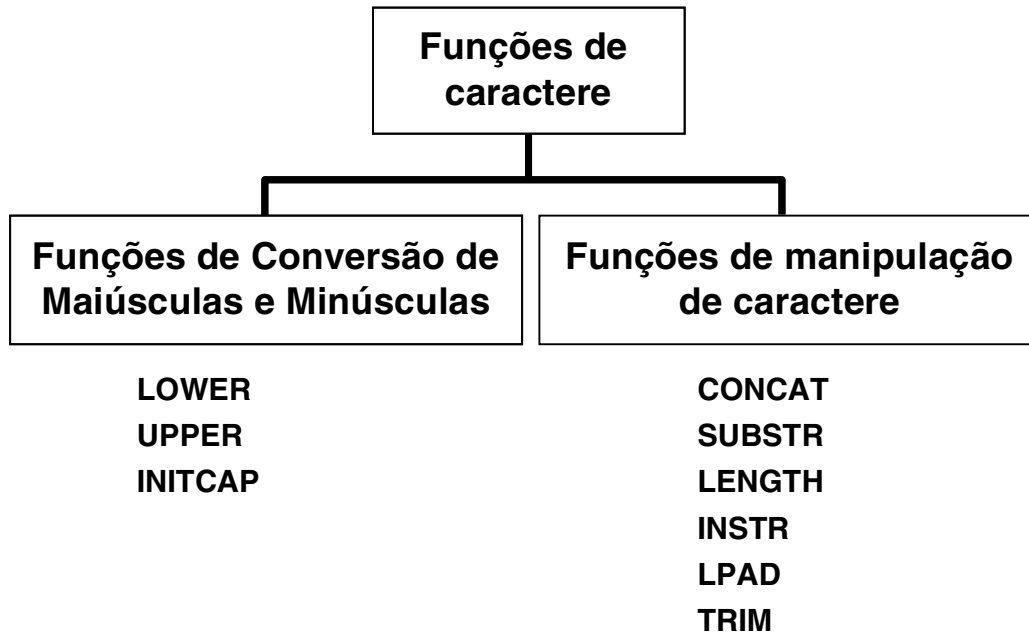 Funções de
caractere
Funções de Conversão de
Maiúsculas e Minúsculas
Funções de manipulação
de caractere
LOWER
UPPER
INITCAP
CONCAT
SUBSTR
LENGTH
INSTR
LPAD
TRIM